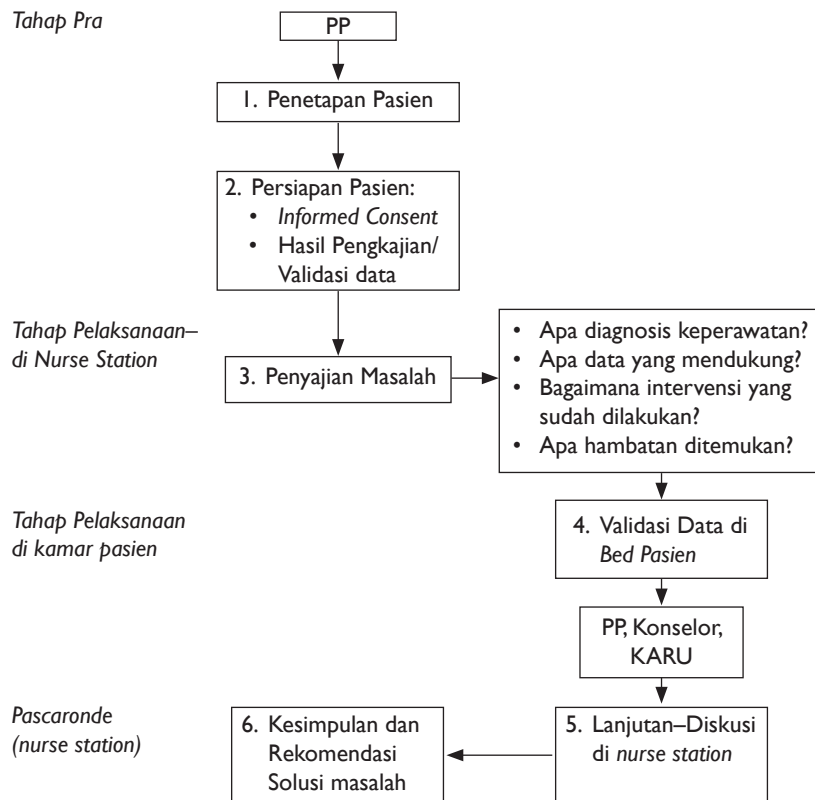 Tahap Pra
PP
1. Penetapan Pasien
2. Persiapan Pasien:
• Informed Consent
• Hasil Pengkajian/
Validasi data
Tahap Pelaksanaan–
di Nurse Station
3. Penyajian Masalah
• Apa diagnosis keperawatan?
• Apa data yang mendukung?
• Bagaimana intervensi yang
sudah dilakukan?
• Apa hambatan ditemukan?
Tahap Pelaksanaan
di kamar pasien
4. Validasi Data di
Bed Pasien
PP, Konselor,
KARU
Pascaronde
(nurse station)
5. Lanjutan–Diskusi
di nurse station
6. Kesimpulan dan
Rekomendasi
Solusi masalah